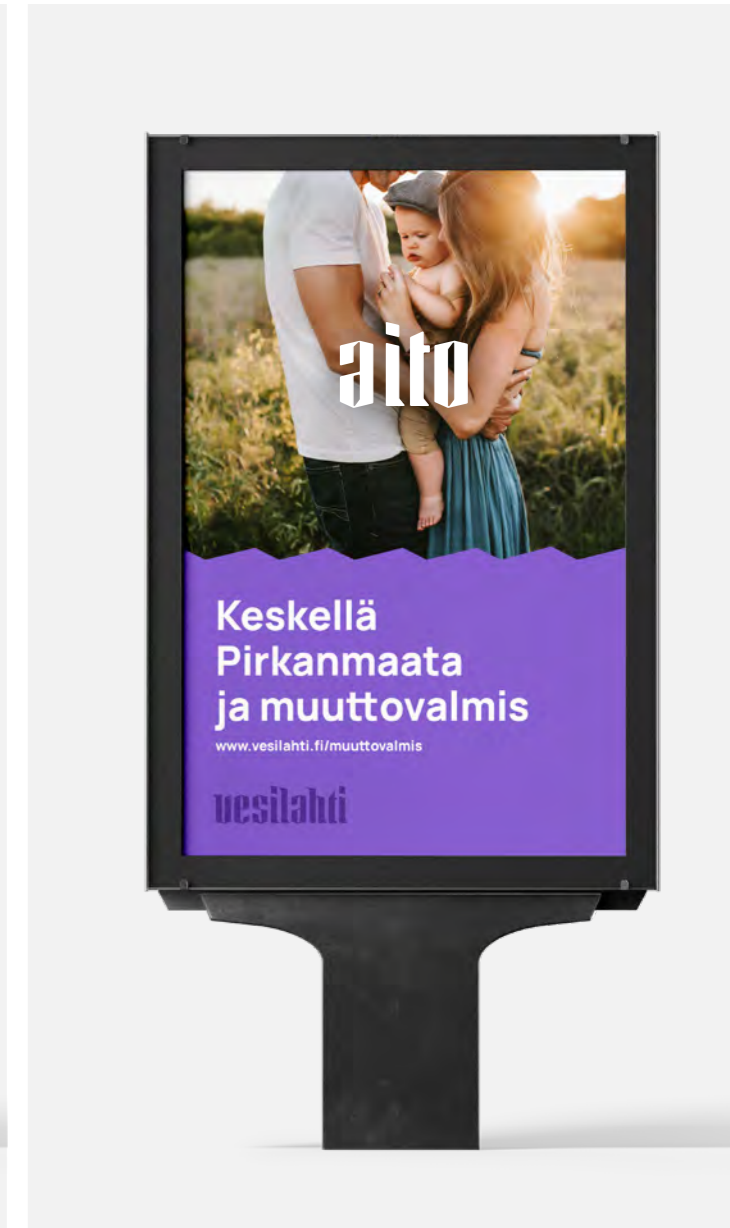 aito
Keskellä
Pirkanmaata
ja muuttovalmis
www.vesilahti.fi/muuttovalmis
vesilahti